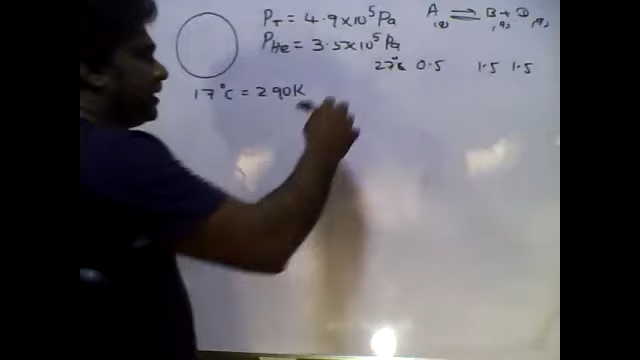 P_T = 4.9×10⁵ Pa
P_He = 3.5×10⁵ Pa
A (g) ⇌ B (g) + D (g)
27°C 0.5 1.5 1.5
17°C = 290K